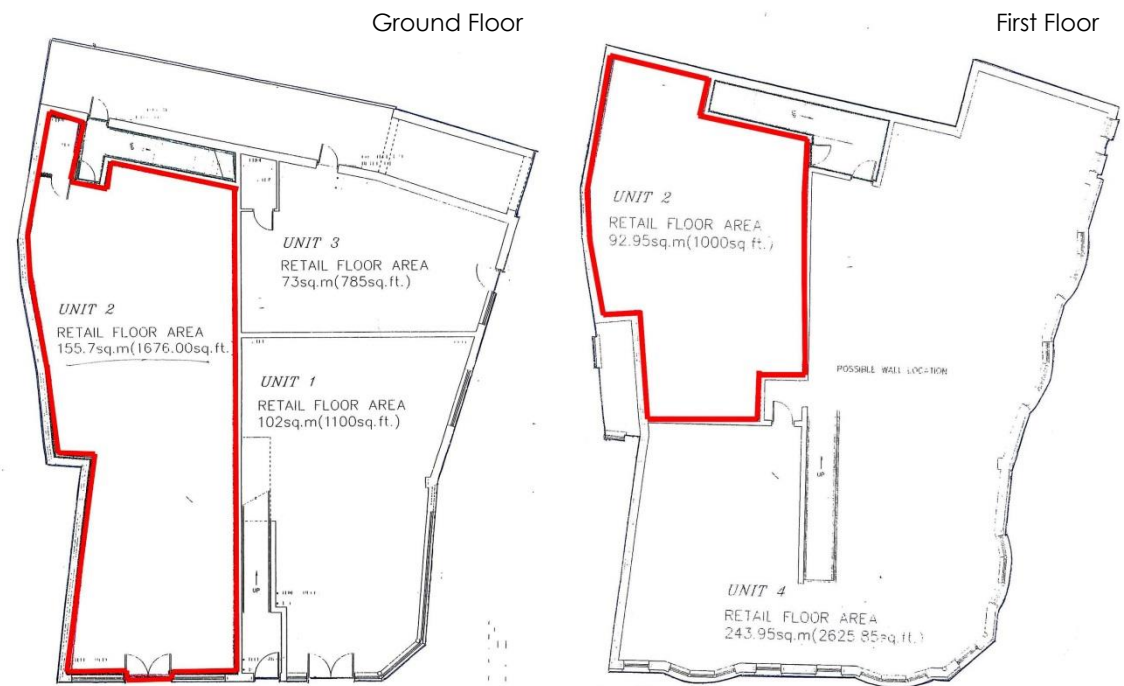 Ground Floor
UNIT 3
RETAIL FLOOR AREA
73sq.m(785sq.ft.)
UNIT 2
RETAIL FLOOR AREA
155.7sq.m(1676.00sq.ft.
UNIT 1
RETAIL FLOOR AREA
102sq.m(1100sq.ft.)
UP
First Floor
UNIT 2
RETAIL FLOOR AREA
92.95sq.m(1000sq.ft.)
POSSIBLE WALL LOCATION
UP
UNIT 4
RETAIL FLOOR AREA
243.95sq.m(2625.85sq.ft.)